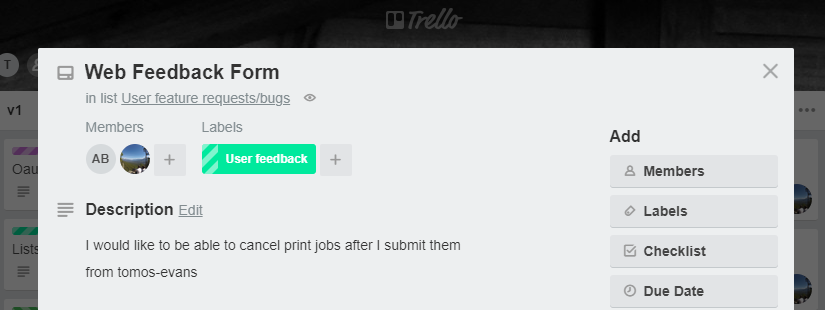 Trello
T
Web Feedback Form
in list User feature requests/bugs
v1
Members
Labels
Add
AB
User feedback
Members
Oau
Description Edit
Labels
I would like to be able to cancel print jobs after I submit them
Lists
Checklist
from tomos-evans
Due Date